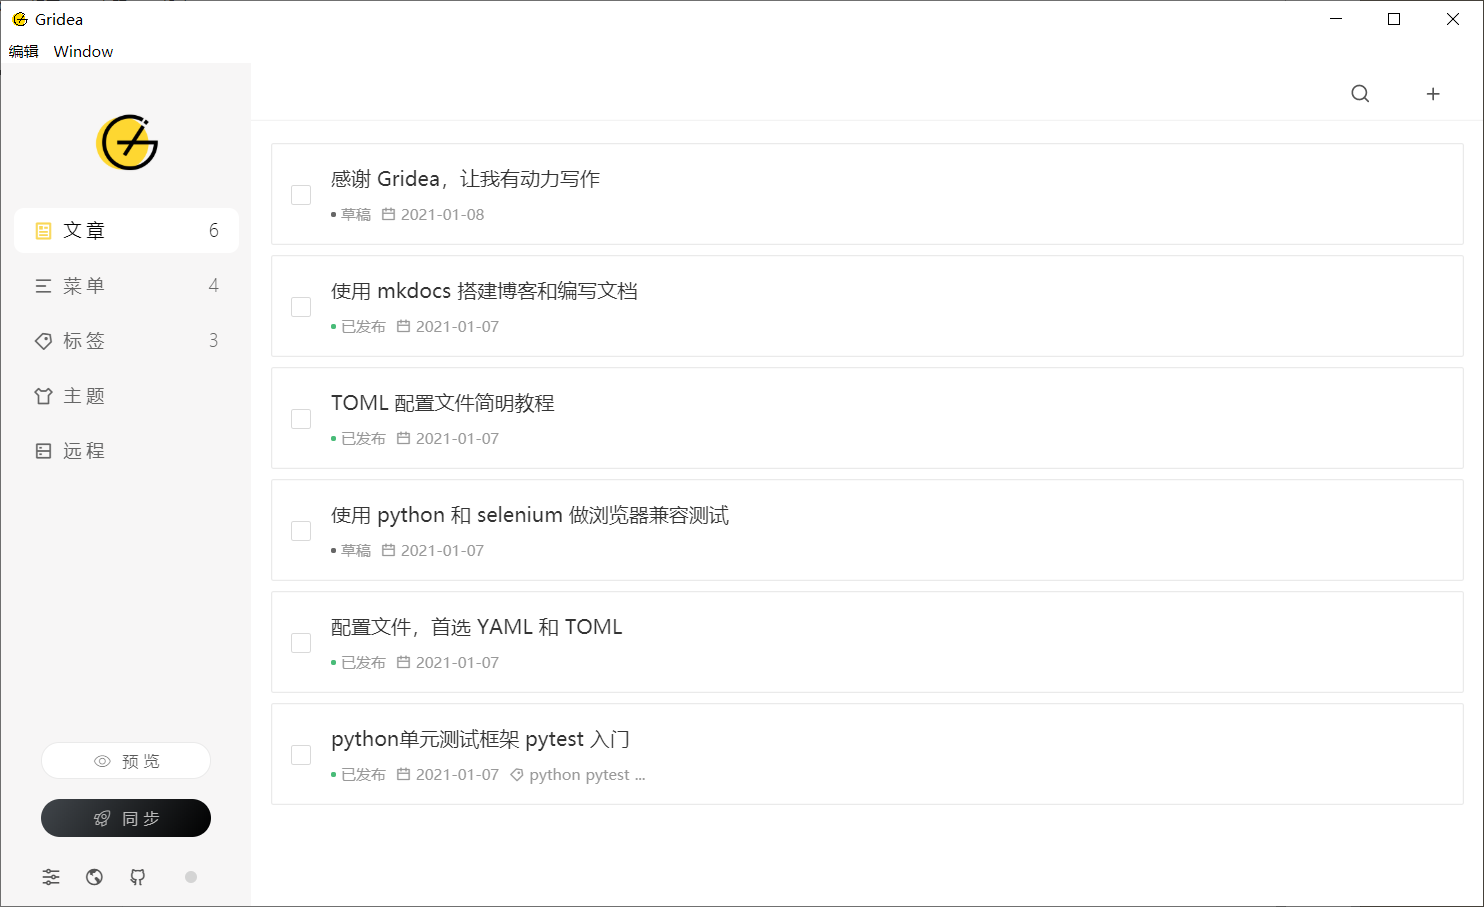 Gridea
编辑 Window
文章 6
菜单 4
标签 3
主题
远程
预览
同步
感谢 Gridea，让我有动力写作
草稿 2021-01-08
使用 mkdocs 搭建博客和编写文档
已发布 2021-01-07
TOML 配置文件简明教程
已发布 2021-01-07
使用 python 和 selenium 做浏览器兼容测试
草稿 2021-01-07
配置文件，首选 YAML 和 TOML
已发布 2021-01-07
python单元测试框架 pytest 入门
已发布 2021-01-07 python pytest ...